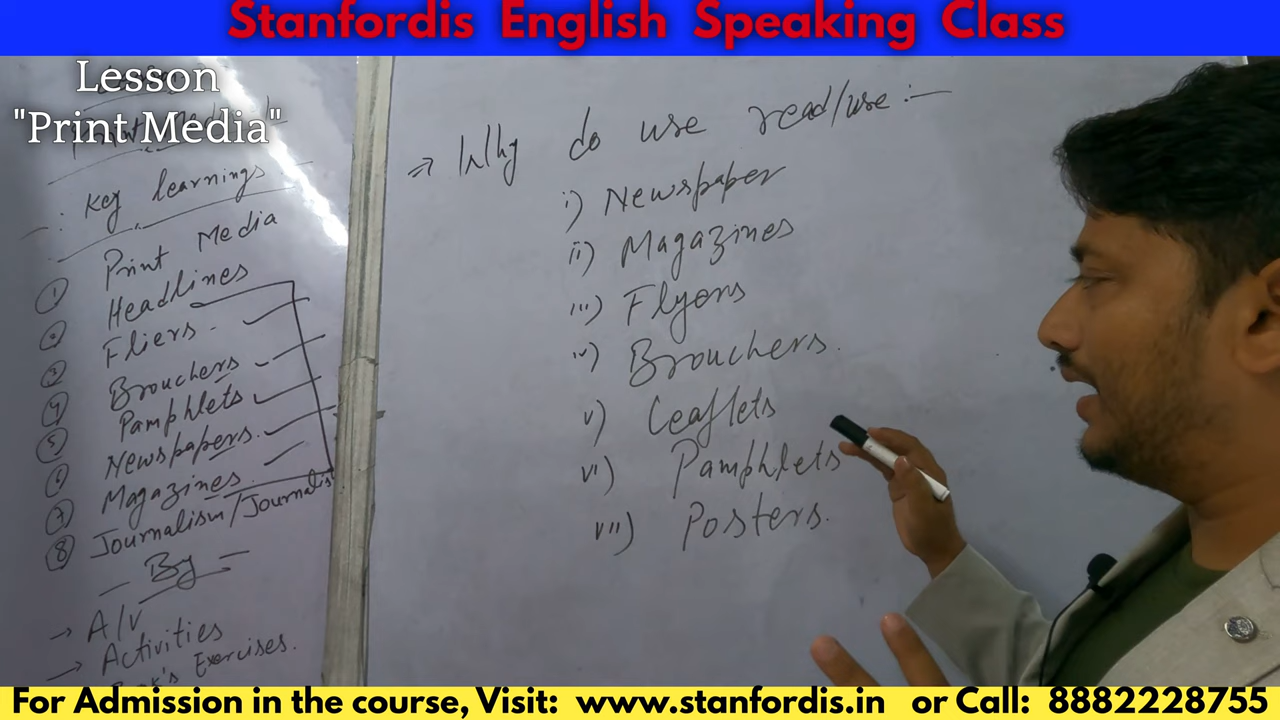 Stanfordis English Speaking Class
Lesson
"Print Media"
Key learnings
① Print Media
② Headlines
③ Fliers
④ Brouchers
⑤ Pamphlets
⑥ Newspapers
⑦ Magazines
⑧ Journalism/Journalist
By
→ A/V
→ Activities
Exercises.
⇒ Why do use read/use :-
i) Newspaper
ii) Magazines
iii) Flyers
iv) Brouchers.
v) Leaflets
vi) Pamphlets
vii) Posters.
For Admission in the course, Visit: www.stanfordis.in or Call: 8882228755